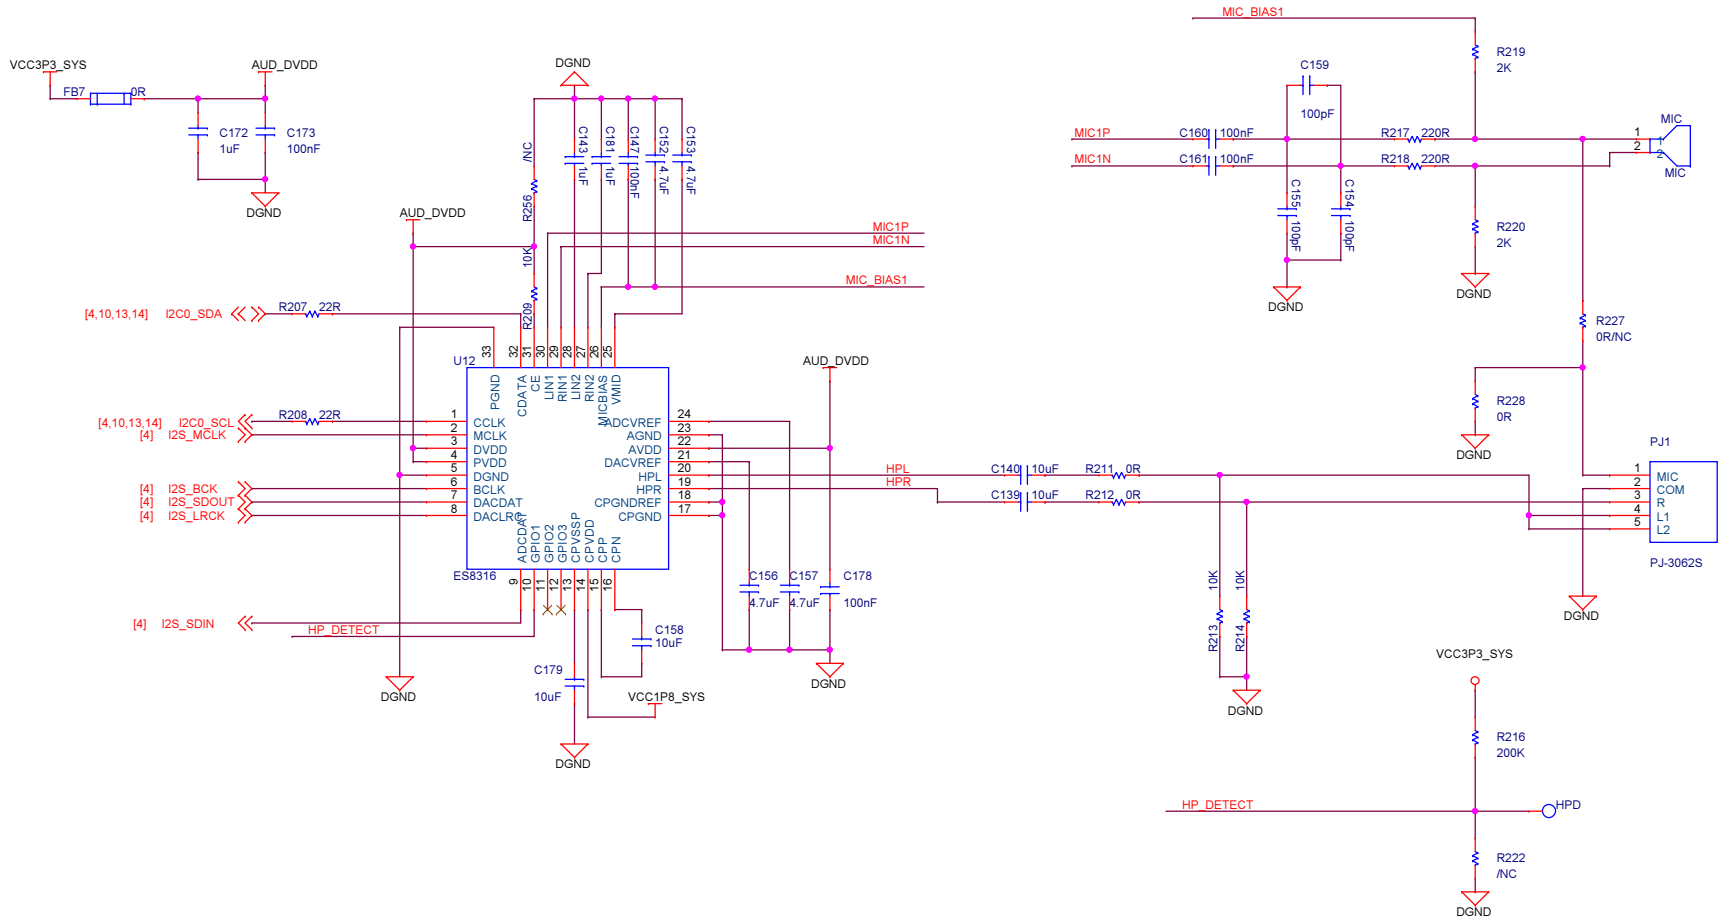 MIC_BIAS1
R219
2K
VCC3P3_SYS
AUD_DVDD
FB7
0R
C172
1uF
C173
100nF
DGND
DGND
/NC
R256
C143
1uF
C181
1uF
C147
100nF
C152
4.7uF
C153
4.7uF
C159
100pF
MIC1P
C160
100nF
R217
220R
MIC1N
C161
100nF
R218
220R
1
2
MIC
1
2
MIC
C155
100pF
C154
100pF
R220
2K
DGND
DGND
AUD_DVDD
10K
R209
MIC1P
MIC1N
MIC_BIAS1
[4,10,13,14]
I2C0_SDA
R207
22R
R227
0R/NC
R228
0R
DGND
U12
33
32
31
30
29
28
27
26
25
PGND
CDATA
CE
LIN1
RIN1
LIN2
RIN2
MICBIAS
VMID
AUD_DVDD
[4,10,13,14]
I2C0_SCL
R208
22R
[4]
I2S_MCLK
[4]
I2S_BCK
[4]
I2S_SDOUT
[4]
I2S_LRCK
1
2
3
4
5
6
7
8
CCLK
MCLK
DVDD
PVDD
DGND
BCLK
DACDAT
DACLRC
ADCVREF
AGND
AVDD
DACVREF
HPL
HPR
CPGNDREF
CPGND
24
23
22
21
20
19
18
17
ADCDAT
GPIO1
GPIO2
GPIO3
CPVSSP
CPVDD
CPP
CPN
9
10
11
12
13
14
15
16
ES8316
HPL
HPR
C140
10uF
R211
0R
C139
10uF
R212
0R
PJ1
1
2
3
4
5
MIC
COM
R
L1
L2
PJ-3062S
DGND
C156
4.7uF
C157
4.7uF
C178
100nF
DGND
10K
R213
10K
R214
DGND
[4]
I2S_SDIN
HP_DETECT
C158
10uF
C179
10uF
VCC1P8_SYS
DGND
DGND
VCC3P3_SYS
R216
200K
HP_DETECT
HPD
R222
/NC
DGND